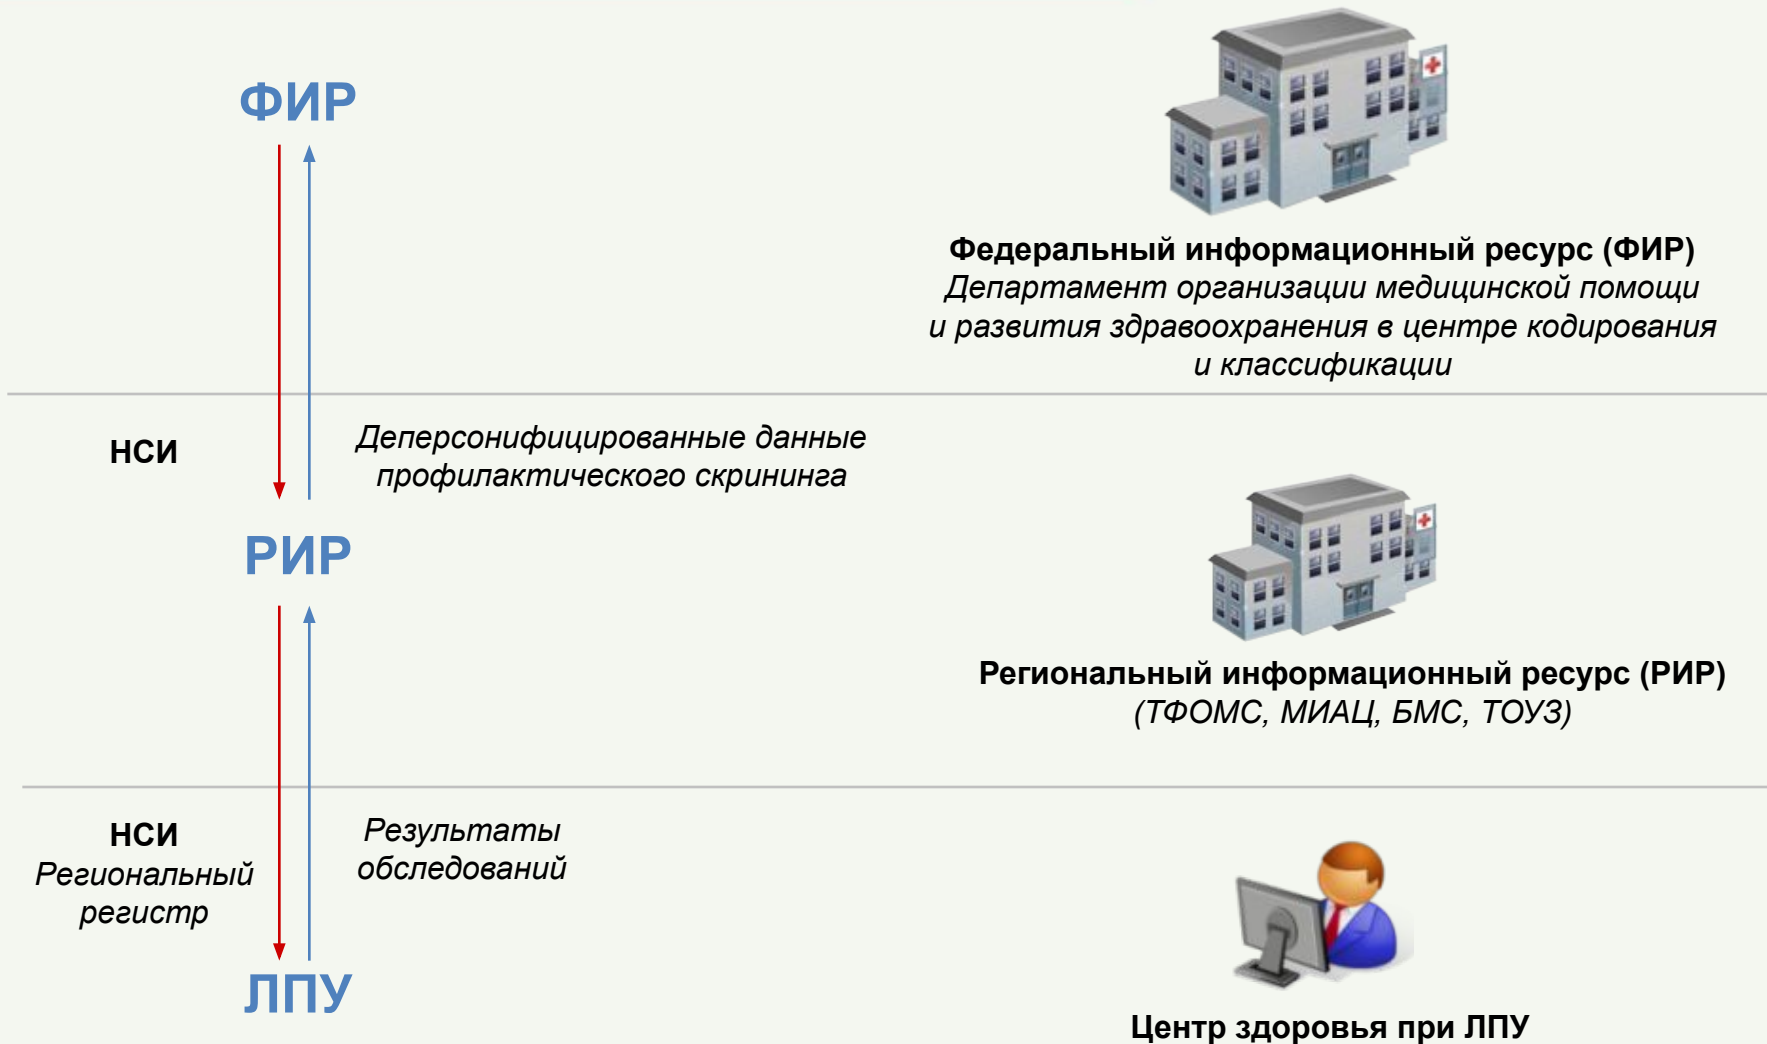 ФИР
Федеральный информационный ресурс (ФИР)
Департамент организации медицинской помощи
и развития здравоохранения в центре кодирования
и классификации
НСИ
Деперсонифицированные данные
профилактического скрининга
РИР
Региональный информационный ресурс (РИР)
(ТФОМС, МИАЦ, БМС, ТОУЗ)
НСИ
Региональный
регистр
Результаты
обследований
ЛПУ
Центр здоровья при ЛПУ